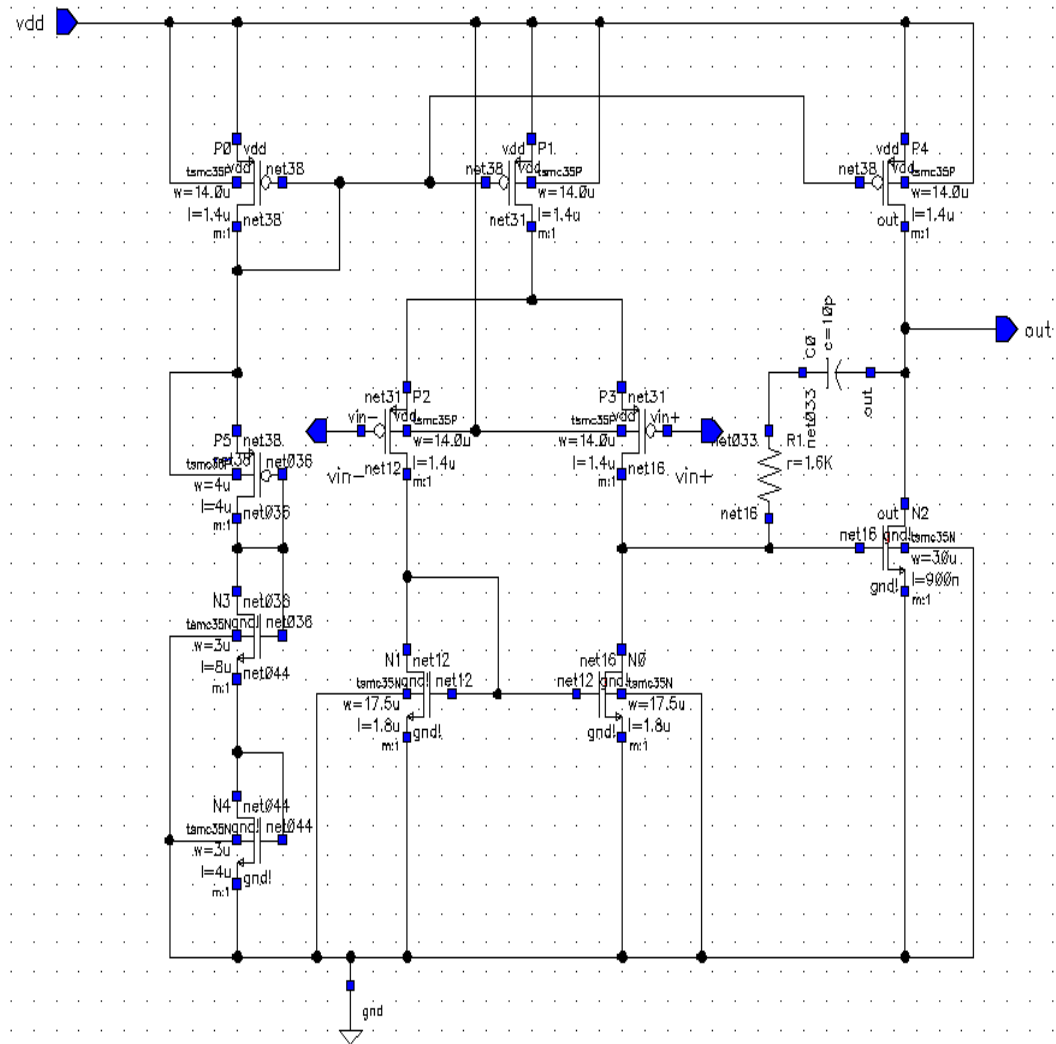 vdd
P0 vdd
vdd
tsmc35P
net38
w=14.0u
l=1.4u
net38
m:1
vdd P1
net38
vdd
tsmc35P
w=14.0u
l=1.4u
net31
m:1
vdd P4
net38
vdd
tsmc35P
w=14.0u
l=1.4u
out
m:1
out
C0
c=10p
net033
out
net31 P2
vin-
vdd
tsmc35P
w=14.0u
l=1.4u
net12
m:1
vin-
P3 net31
vdd
tsmc35P
vin+
w=14.0u
l=1.4u
net16
m:1
vin+
net033
R1
r=1.6K
net16
P5 net38
net38
tsmc35P
net036
w=4u
l=4u
net036
m:1
out N2
net16
gnd!
tsmc35N
w=30u
l=900n
gnd!
m:1
N3 net036
tsmc35N
gnd!
net036
w=3u
l=8u
net044
m:1
N1 net12
gnd!
net12
tsmc35N
w=17.5u
l=1.8u
gnd!
m:1
net16 N0
net12
gnd!
tsmc35N
w=17.5u
l=1.8u
gnd!
m:1
N4 net044
tsmc35N
gnd!
net044
w=3u
l=4u
gnd!
m:1
gnd